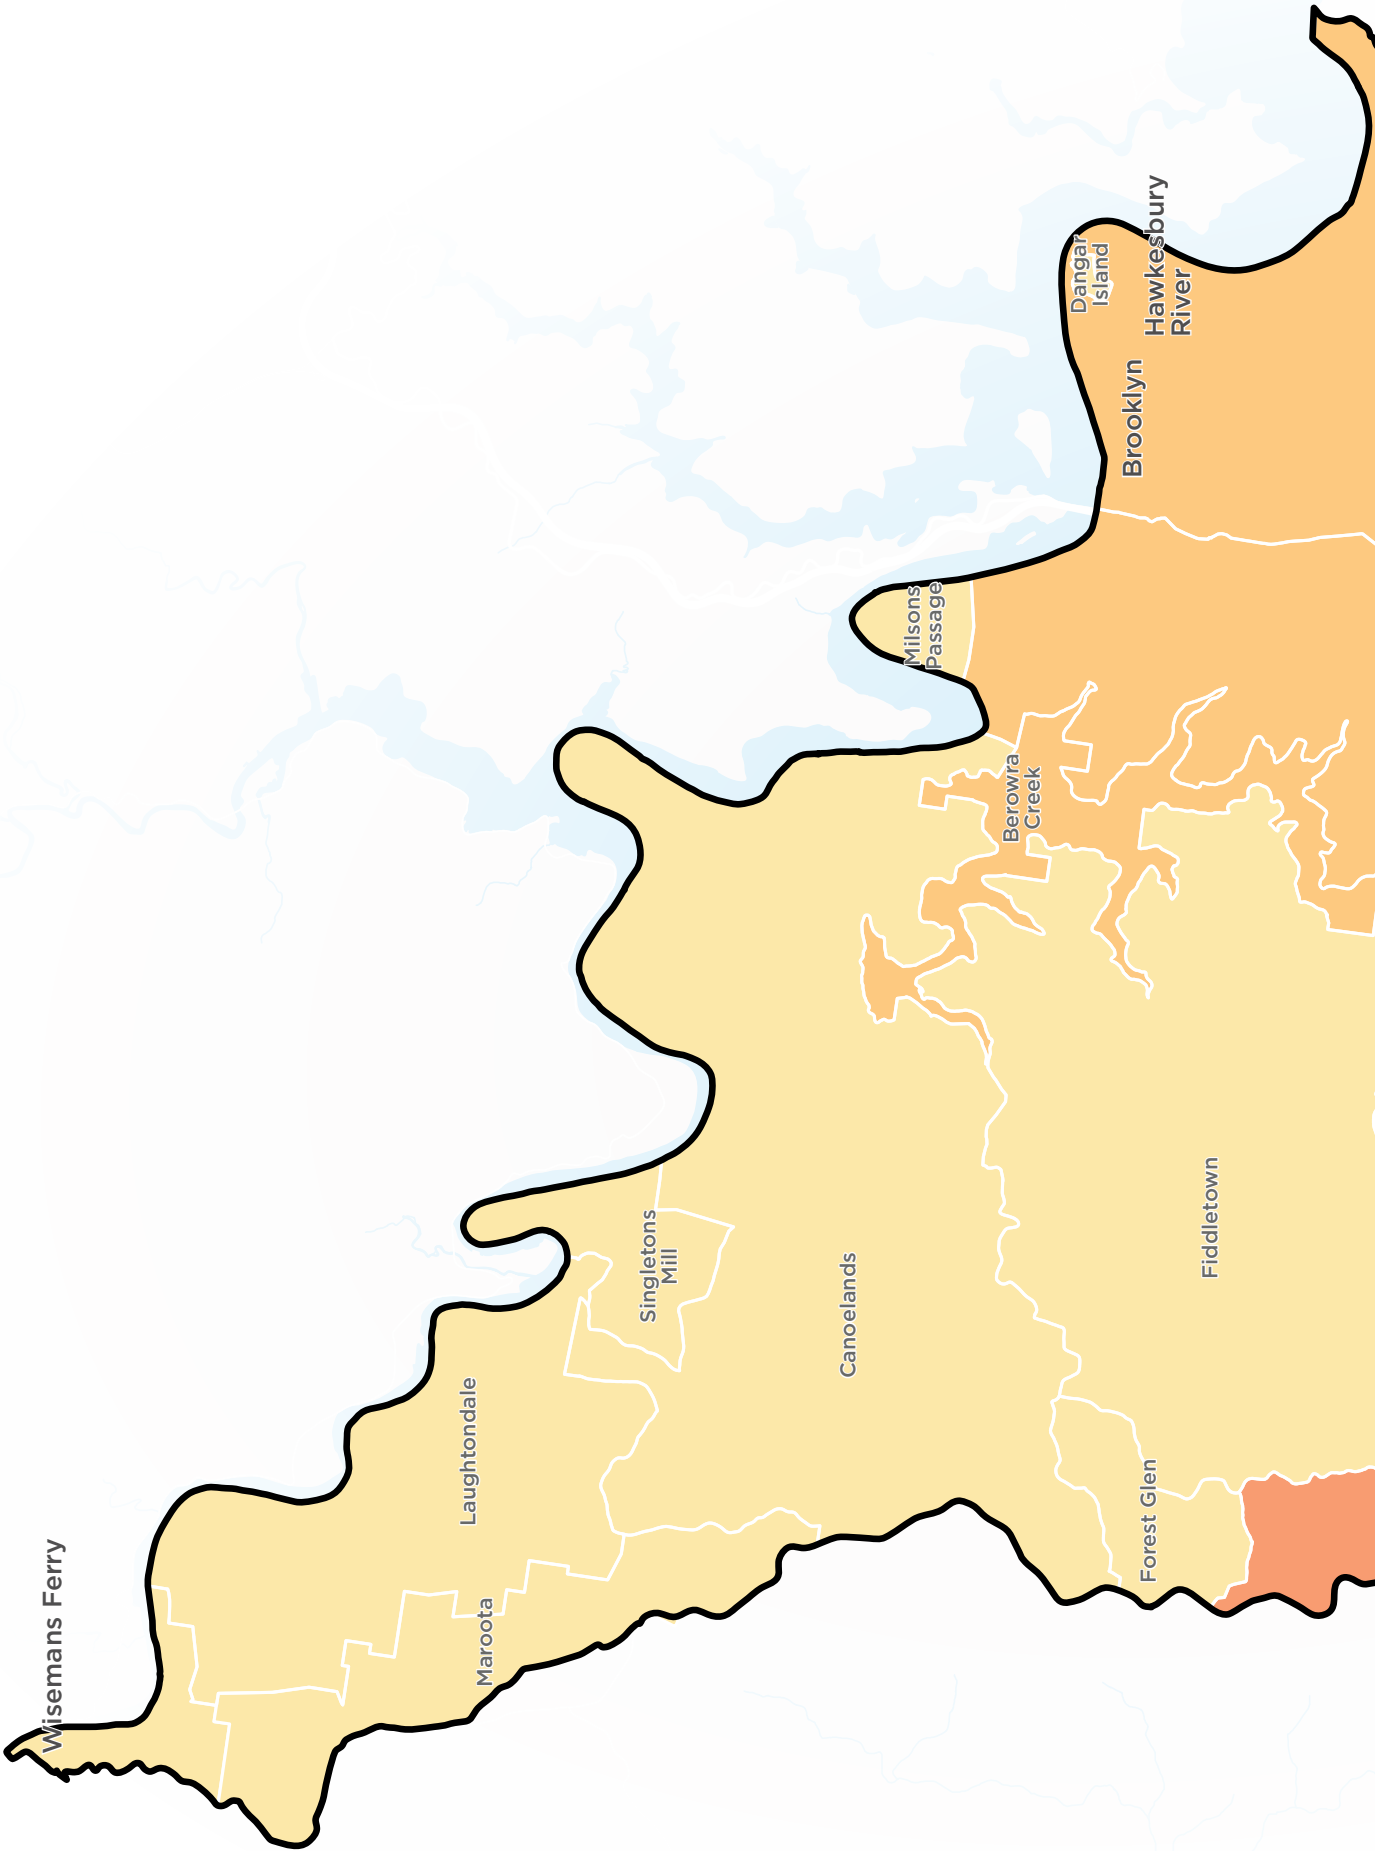 Wisemans Ferry
Maroota
Laughtondale
Singletons
Mill
Canoelands
Forest Glen
Fiddletown
Berowra
Creek
Milsons
Passage
Brooklyn
Dangar
Island
Hawkesbury
River